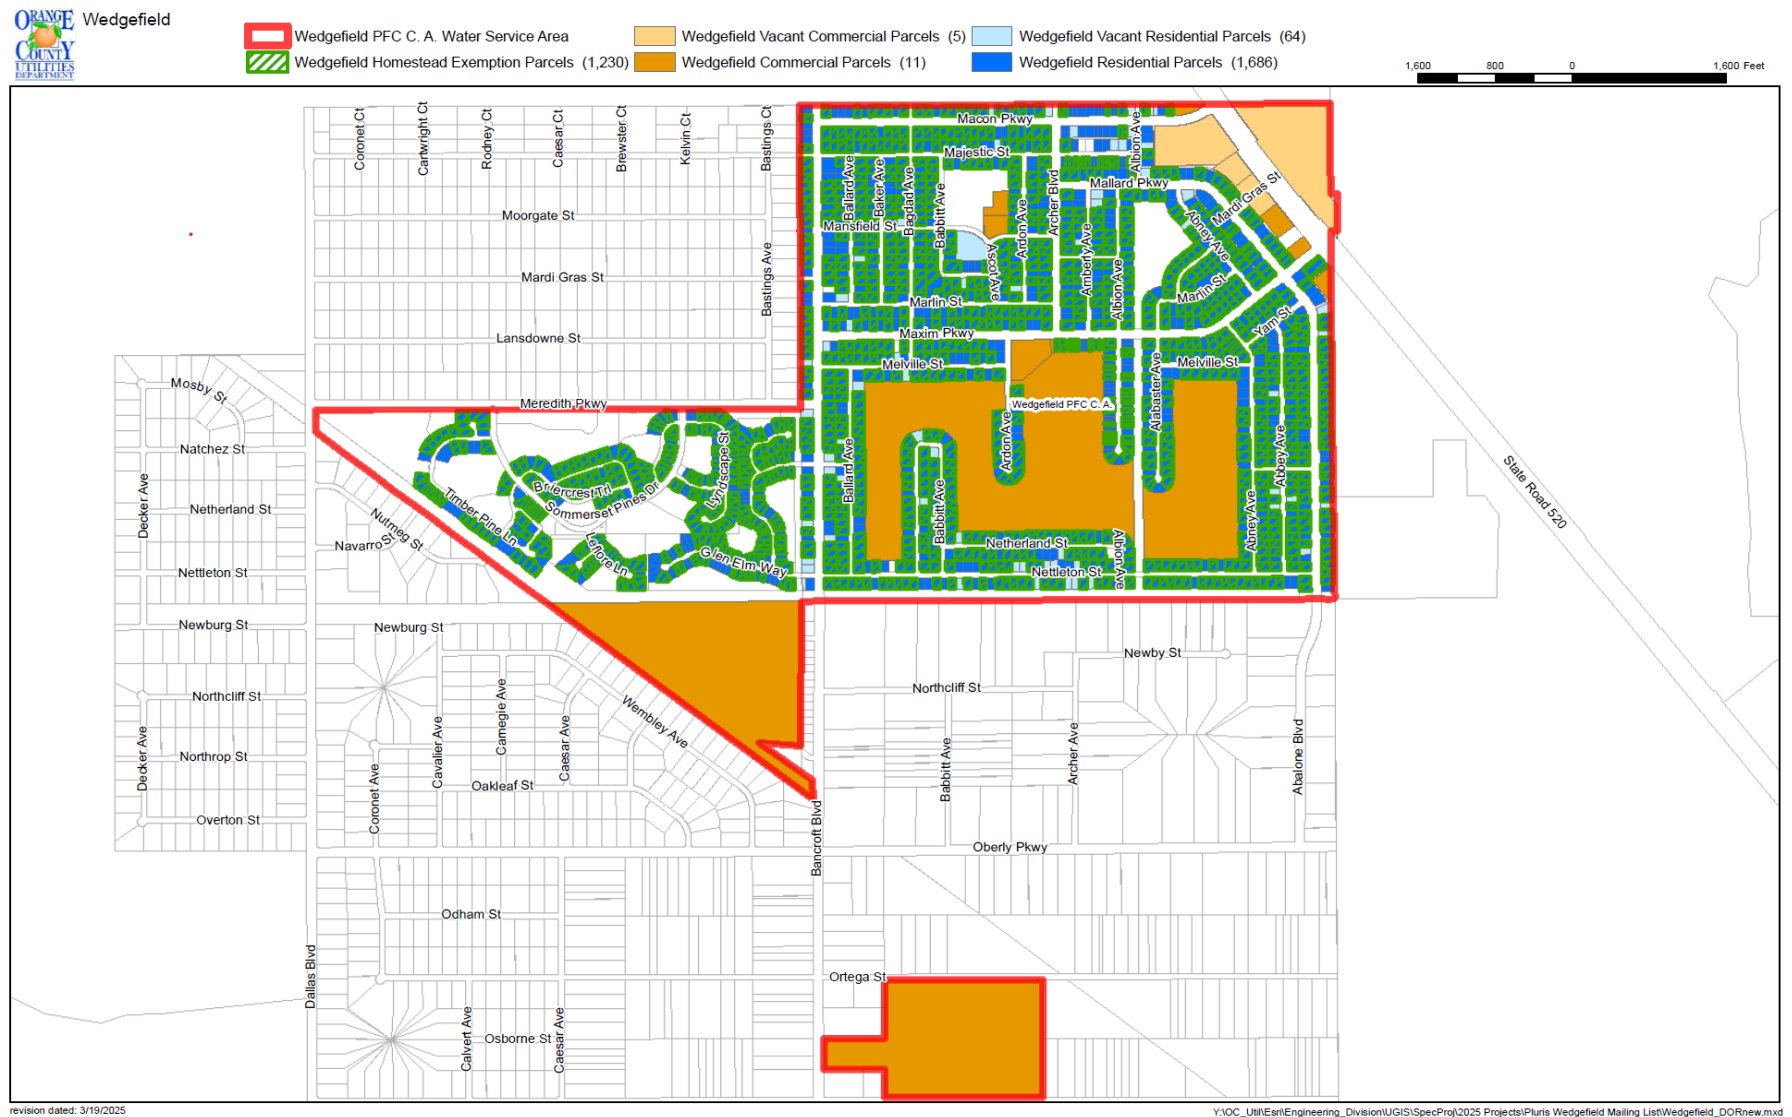 ORANGE
COUNTY
UTILITIES
DEPARTMENT
Wedgefield
Wedgefield PFC C. A. Water Service Area
Wedgefield Homestead Exemption Parcels (1,230)
Wedgefield Vacant Commercial Parcels (5)
Wedgefield Commercial Parcels (11)
Wedgefield Vacant Residential Parcels (64)
Wedgefield Residential Parcels (1,686)
1,600 800 0 1,600 Feet
Coronet Ct
Cartwright Ct
Rodney Ct
Caesar Ct
Brewster Ct
Kelvin Ct
Bastings Ct
Macon Pkwy
Albion Ave
Majestic St
Ballard Ave
Baker Ave
Bagdad Ave
Babbitt Ave
Ardon Ave
Archer Blvd
Mallard Pkwy
Mardi Gras St
Moorgate St
Mansfield St
Abney Ave
Amberly Ave
Ascot Ave
Albion Ave
Bastings Ave
Mardi Gras St
Marlin St
Marlin St
Yam St
Lansdowne St
Maxim Pkwy
Melville St
Melville St
Alabaster Ave
Mosby St
Meredith Pkwy
Wedgefield PFC C. A.
Natchez St
Lyndscape St
Ballard Ave
Ardon Ave
Abbey Ave
Decker Ave
Briercrest Trl
Sommerset Pines Dr
Timber Pine Ln
Babbitt Ave
Abney Ave
State Road 520
Netherland St
Nutmeg St
Navarro St
Leflore Ln
Glen Elm Way
Netherland St
Albion Ave
Nettleton St
Nettleton St
Newburg St
Newburg St
Newby St
Northcliff St
Northcliff St
Carnegie Ave
Wembley Ave
Decker Ave
Cavalier Ave
Caesar Ave
Babbitt Ave
Archer Ave
Abalone Blvd
Northrop St
Coronet Ave
Oakleaf St
Overton St
Bancroft Blvd
Oberly Pkwy
Odham St
Dallas Blvd
Ortega St
Calvert Ave
Osborne St
Caesar Ave
revision dated: 3/19/2025
Y:\OC_Util\Esri\Engineering_Division\UGIS\SpecProj\2025 Projects\Pluris Wedgefield Mailing List\Wedgefield_DORnew.mxd